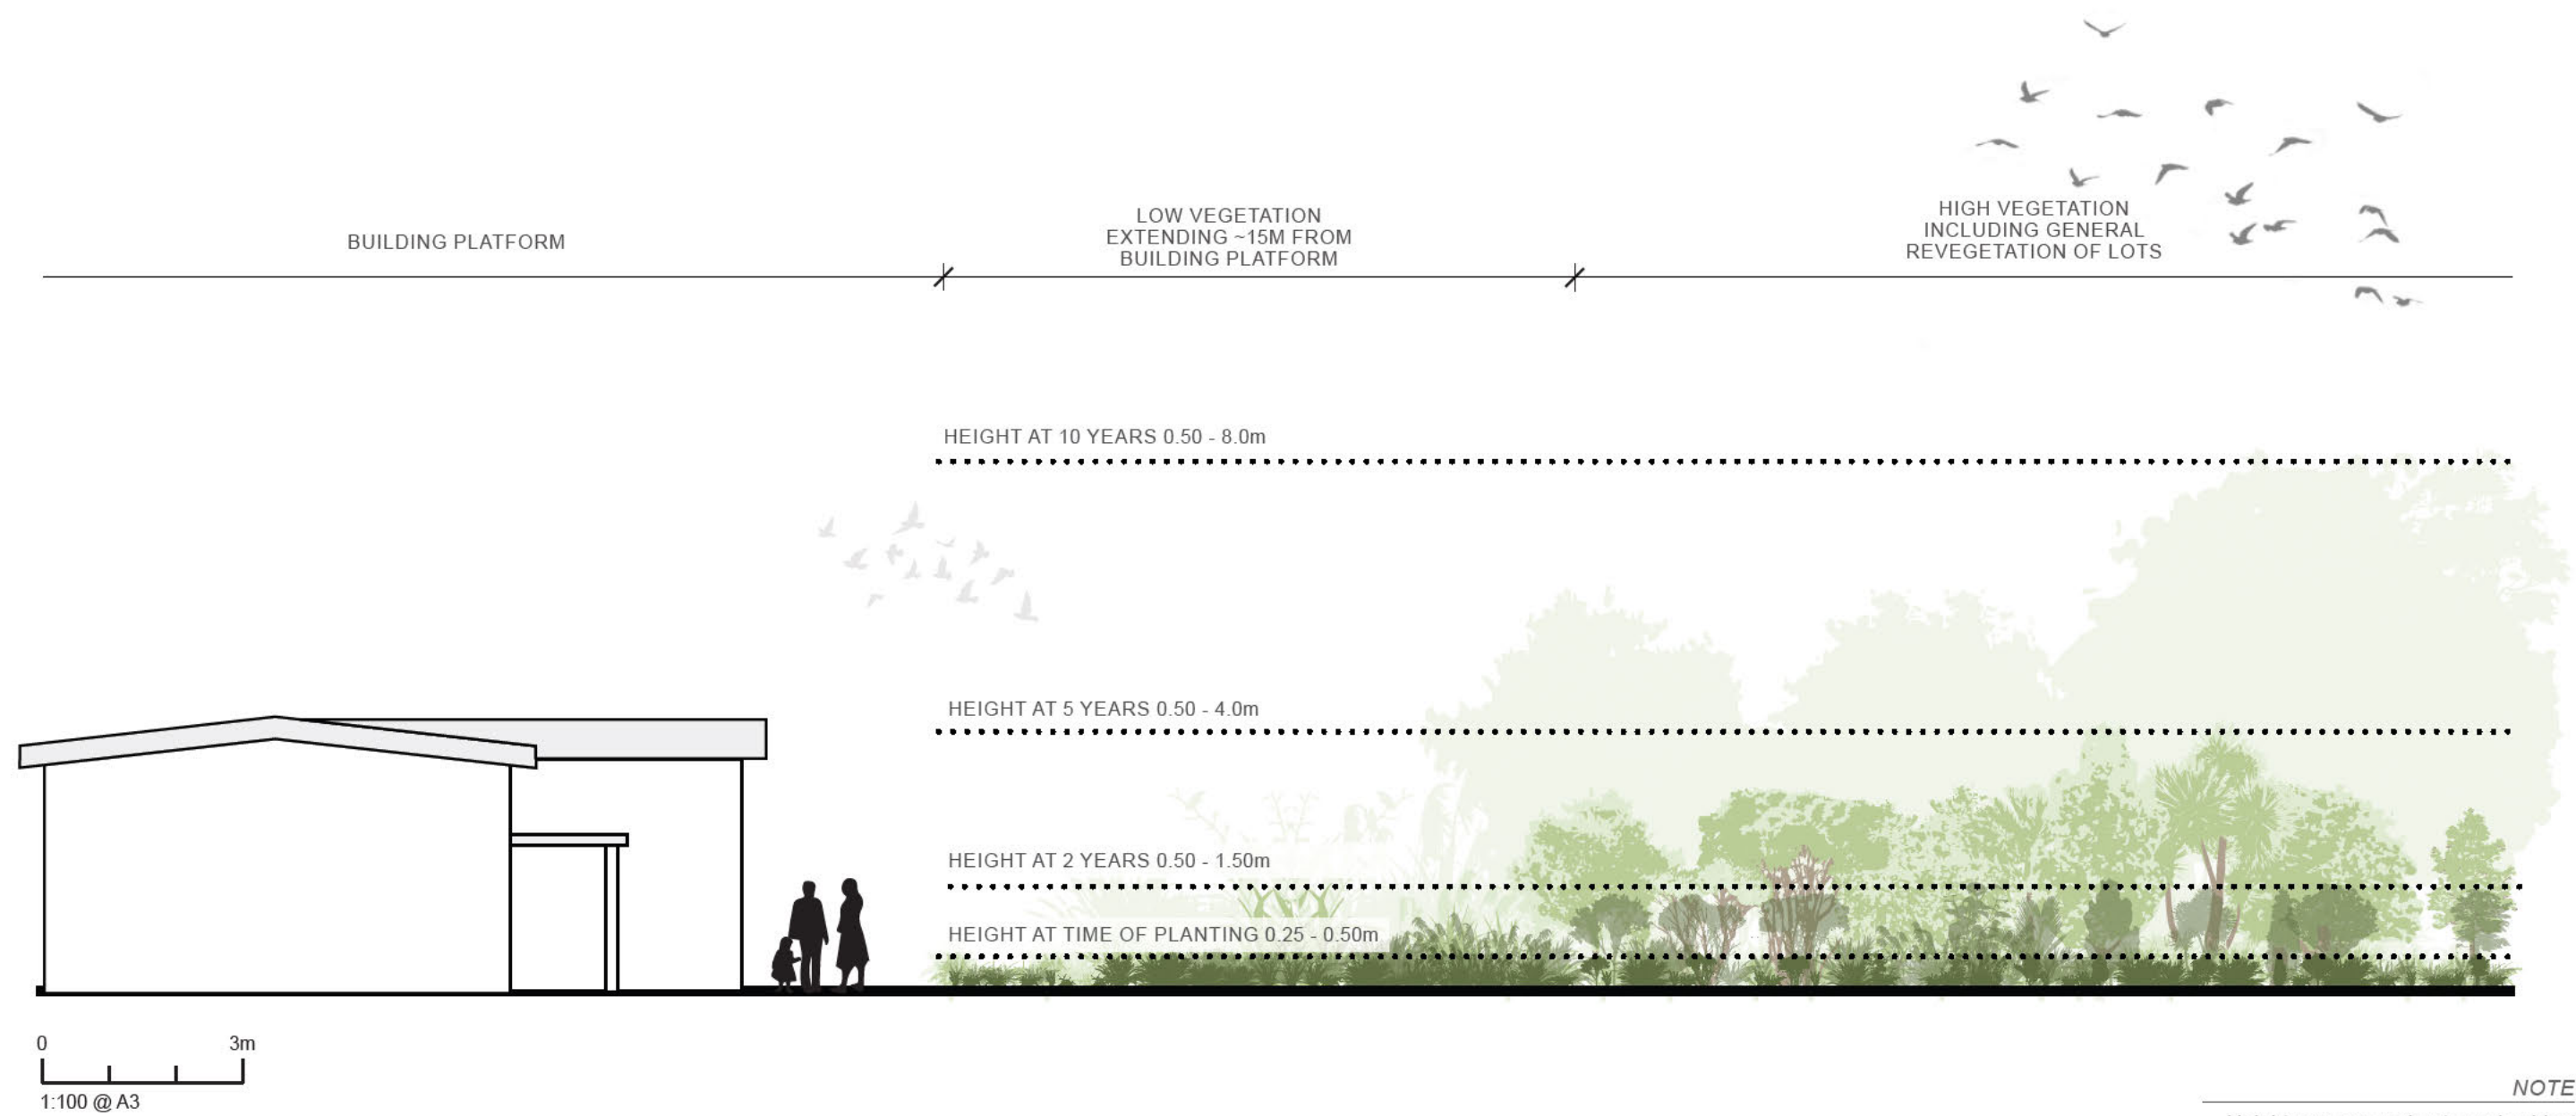 BUILDING PLATFORM
LOW VEGETATION
EXTENDING ~15M FROM
BUILDING PLATFORM
HIGH VEGETATION
INCLUDING GENERAL
REVEGETATION OF LOTS
HEIGHT AT 10 YEARS 0.50 - 8.0m
HEIGHT AT 5 YEARS 0.50 - 4.0m
HEIGHT AT 2 YEARS 0.50 - 1.50m
HEIGHT AT TIME OF PLANTING 0.25 - 0.50m
0 3m
1:100 @ A3
NOTE